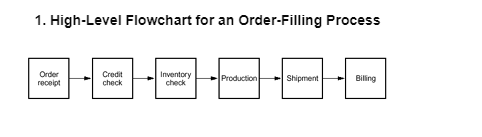 1. High-Level Flowchart for an Order-Filling Process
Order
receipt
Credit
check
Inventory
check
Production
Shipment
Billing